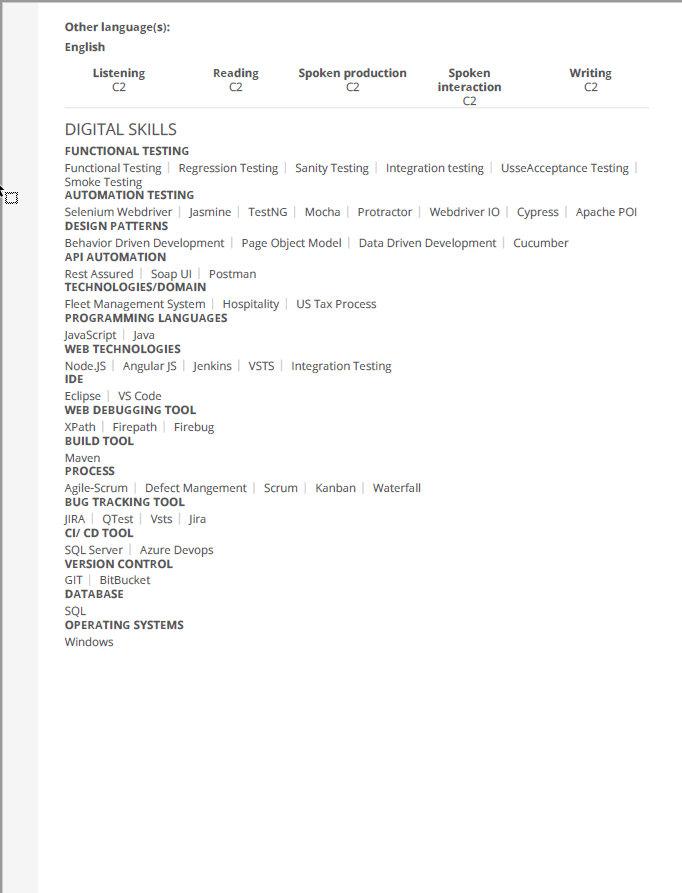 Other language(s):
English
Listening Reading Spoken production Spoken interaction Writing
C2 C2 C2 C2 C2
DIGITAL SKILLS
FUNCTIONAL TESTING
Functional Testing | Regression Testing | Sanity Testing | Integration testing | UsseAcceptance Testing |
Smoke Testing
AUTOMATION TESTING
Selenium Webdriver | Jasmine | TestNG | Mocha | Protractor | Webdriver IO | Cypress | Apache POI
DESIGN PATTERNS
Behavior Driven Development | Page Object Model | Data Driven Development | Cucumber
API AUTOMATION
Rest Assured | Soap UI | Postman
TECHNOLOGIES/DOMAIN
Fleet Management System | Hospitality | US Tax Process
PROGRAMMING LANGUAGES
JavaScript | Java
WEB TECHNOLOGIES
Node.JS | Angular JS | Jenkins | VSTS | Integration Testing
IDE
Eclipse | VS Code
WEB DEBUGGING TOOL
XPath | Firepath | Firebug
BUILD TOOL
Maven
PROCESS
Agile-Scrum | Defect Mangement | Scrum | Kanban | Waterfall
BUG TRACKING TOOL
JIRA | QTest | Vsts | Jira
CI/ CD TOOL
SQL Server | Azure Devops
VERSION CONTROL
GIT | BitBucket
DATABASE
SQL
OPERATING SYSTEMS
Windows